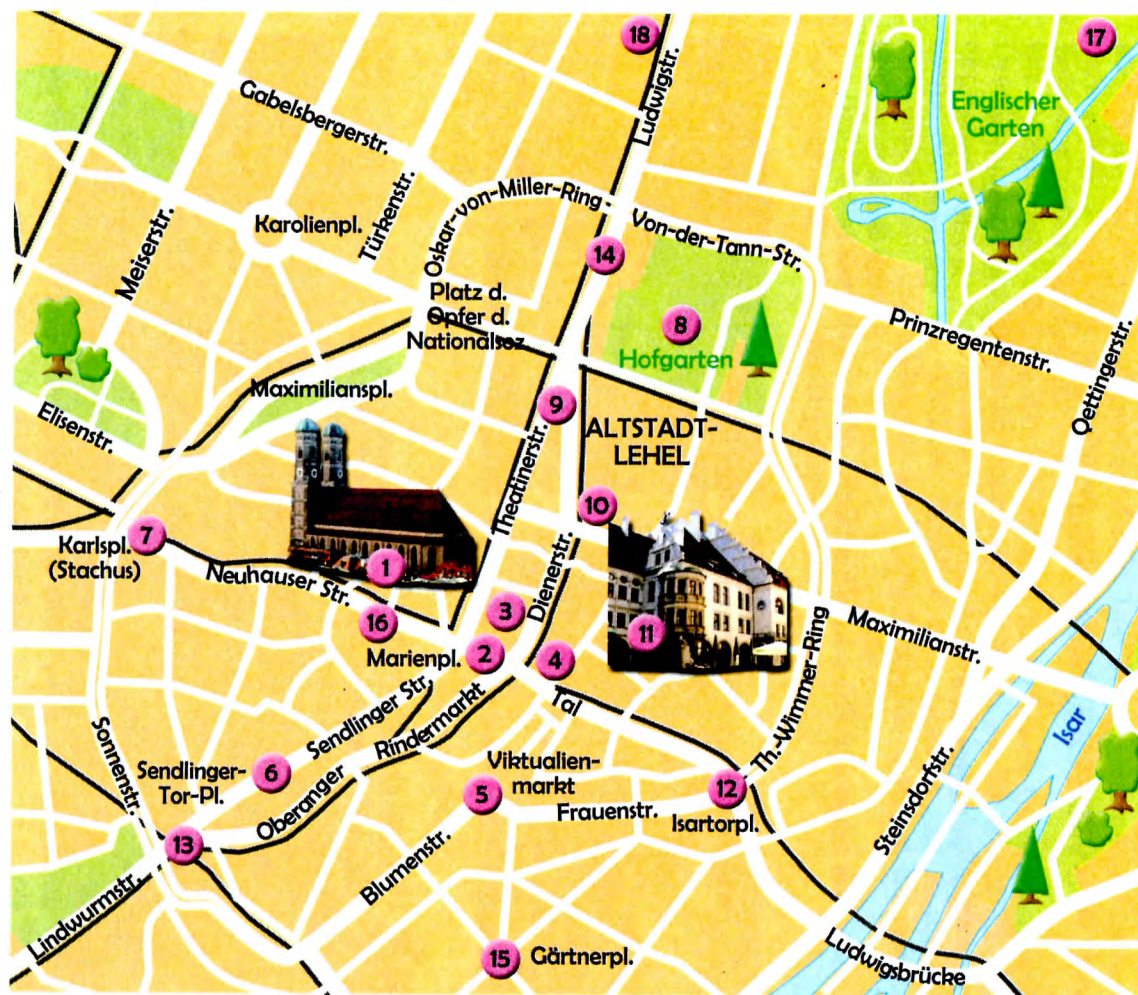 18
17
Ludwigstr.
Gabelsbergerstr.
Englischer
Garten
Türkenstr.
Karolienpl.
Meiserstr.
Oskar-von-Miller-Ring
Von-der-Tann-Str.
14
Platz d.
Opfer d.
Nationalsoz.
8
Hofgarten
Prinzregentenstr.
Oettingerstr.
Maximilianspl.
Elisenstr.
9
Theatinerstr.
ALTSTADT-
LEHEL
10
7
Karlspl.
(Stachus)
Neuhauser Str.
1
Dienerstr.
3
16
Marienpl.
2
4
11
Maximilianstr.
Th.-Wimmer-Ring
Tal
Isar
Sendlinger Str.
Rindermarkt
Sonnenstr.
Sendlinger-
Tor-Pl.
6
Oberanger
Viktualien-
markt
5
Frauenstr.
12
Isartorpl.
Steinsdorfstr.
13
Blumenstr.
Lindwurmstr.
15
Gärtnerpl.
Ludwigsbrücke